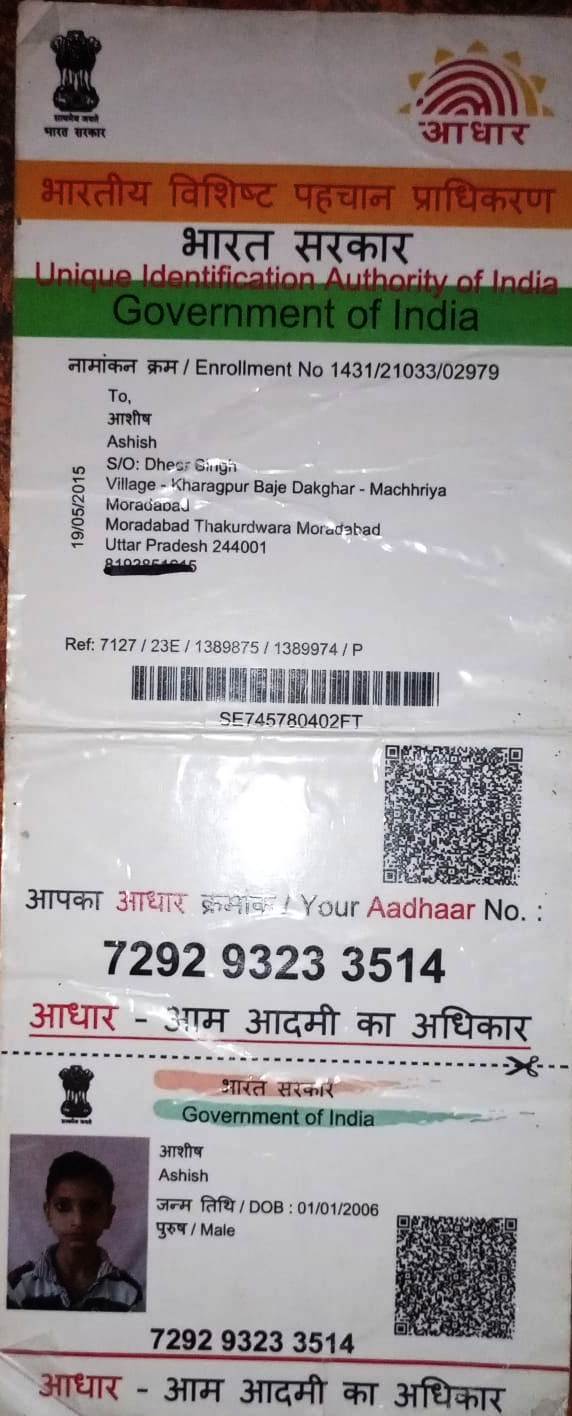 सत्यमेव जयते
भारत सरकार
आधार
भारतीय विशिष्ट पहचान प्राधिकरण
भारत सरकार
Unique Identification Authority of India
Government of India
नामांकन क्रम / Enrollment No 1431/21033/02979
To,
आशीष
Ashish
S/O: Dheer Singh
Village - Kharagpur Baje Dakghar - Machhriya
Moradabad
Moradabad Thakurdwara Moradabad
Uttar Pradesh 244001
19/05/2015
Ref: 7127 / 23E / 1389875 / 1389974 / P
SE745780402FT
आपका आधार क्रमांक / Your Aadhaar No. :
7292 9323 3514
आधार - आम आदमी का अधिकार
भारत सरकार
Government of India
आशीष
Ashish
जन्म तिथि / DOB : 01/01/2006
पुरुष / Male
7292 9323 3514
आधार - आम आदमी का अधिकार